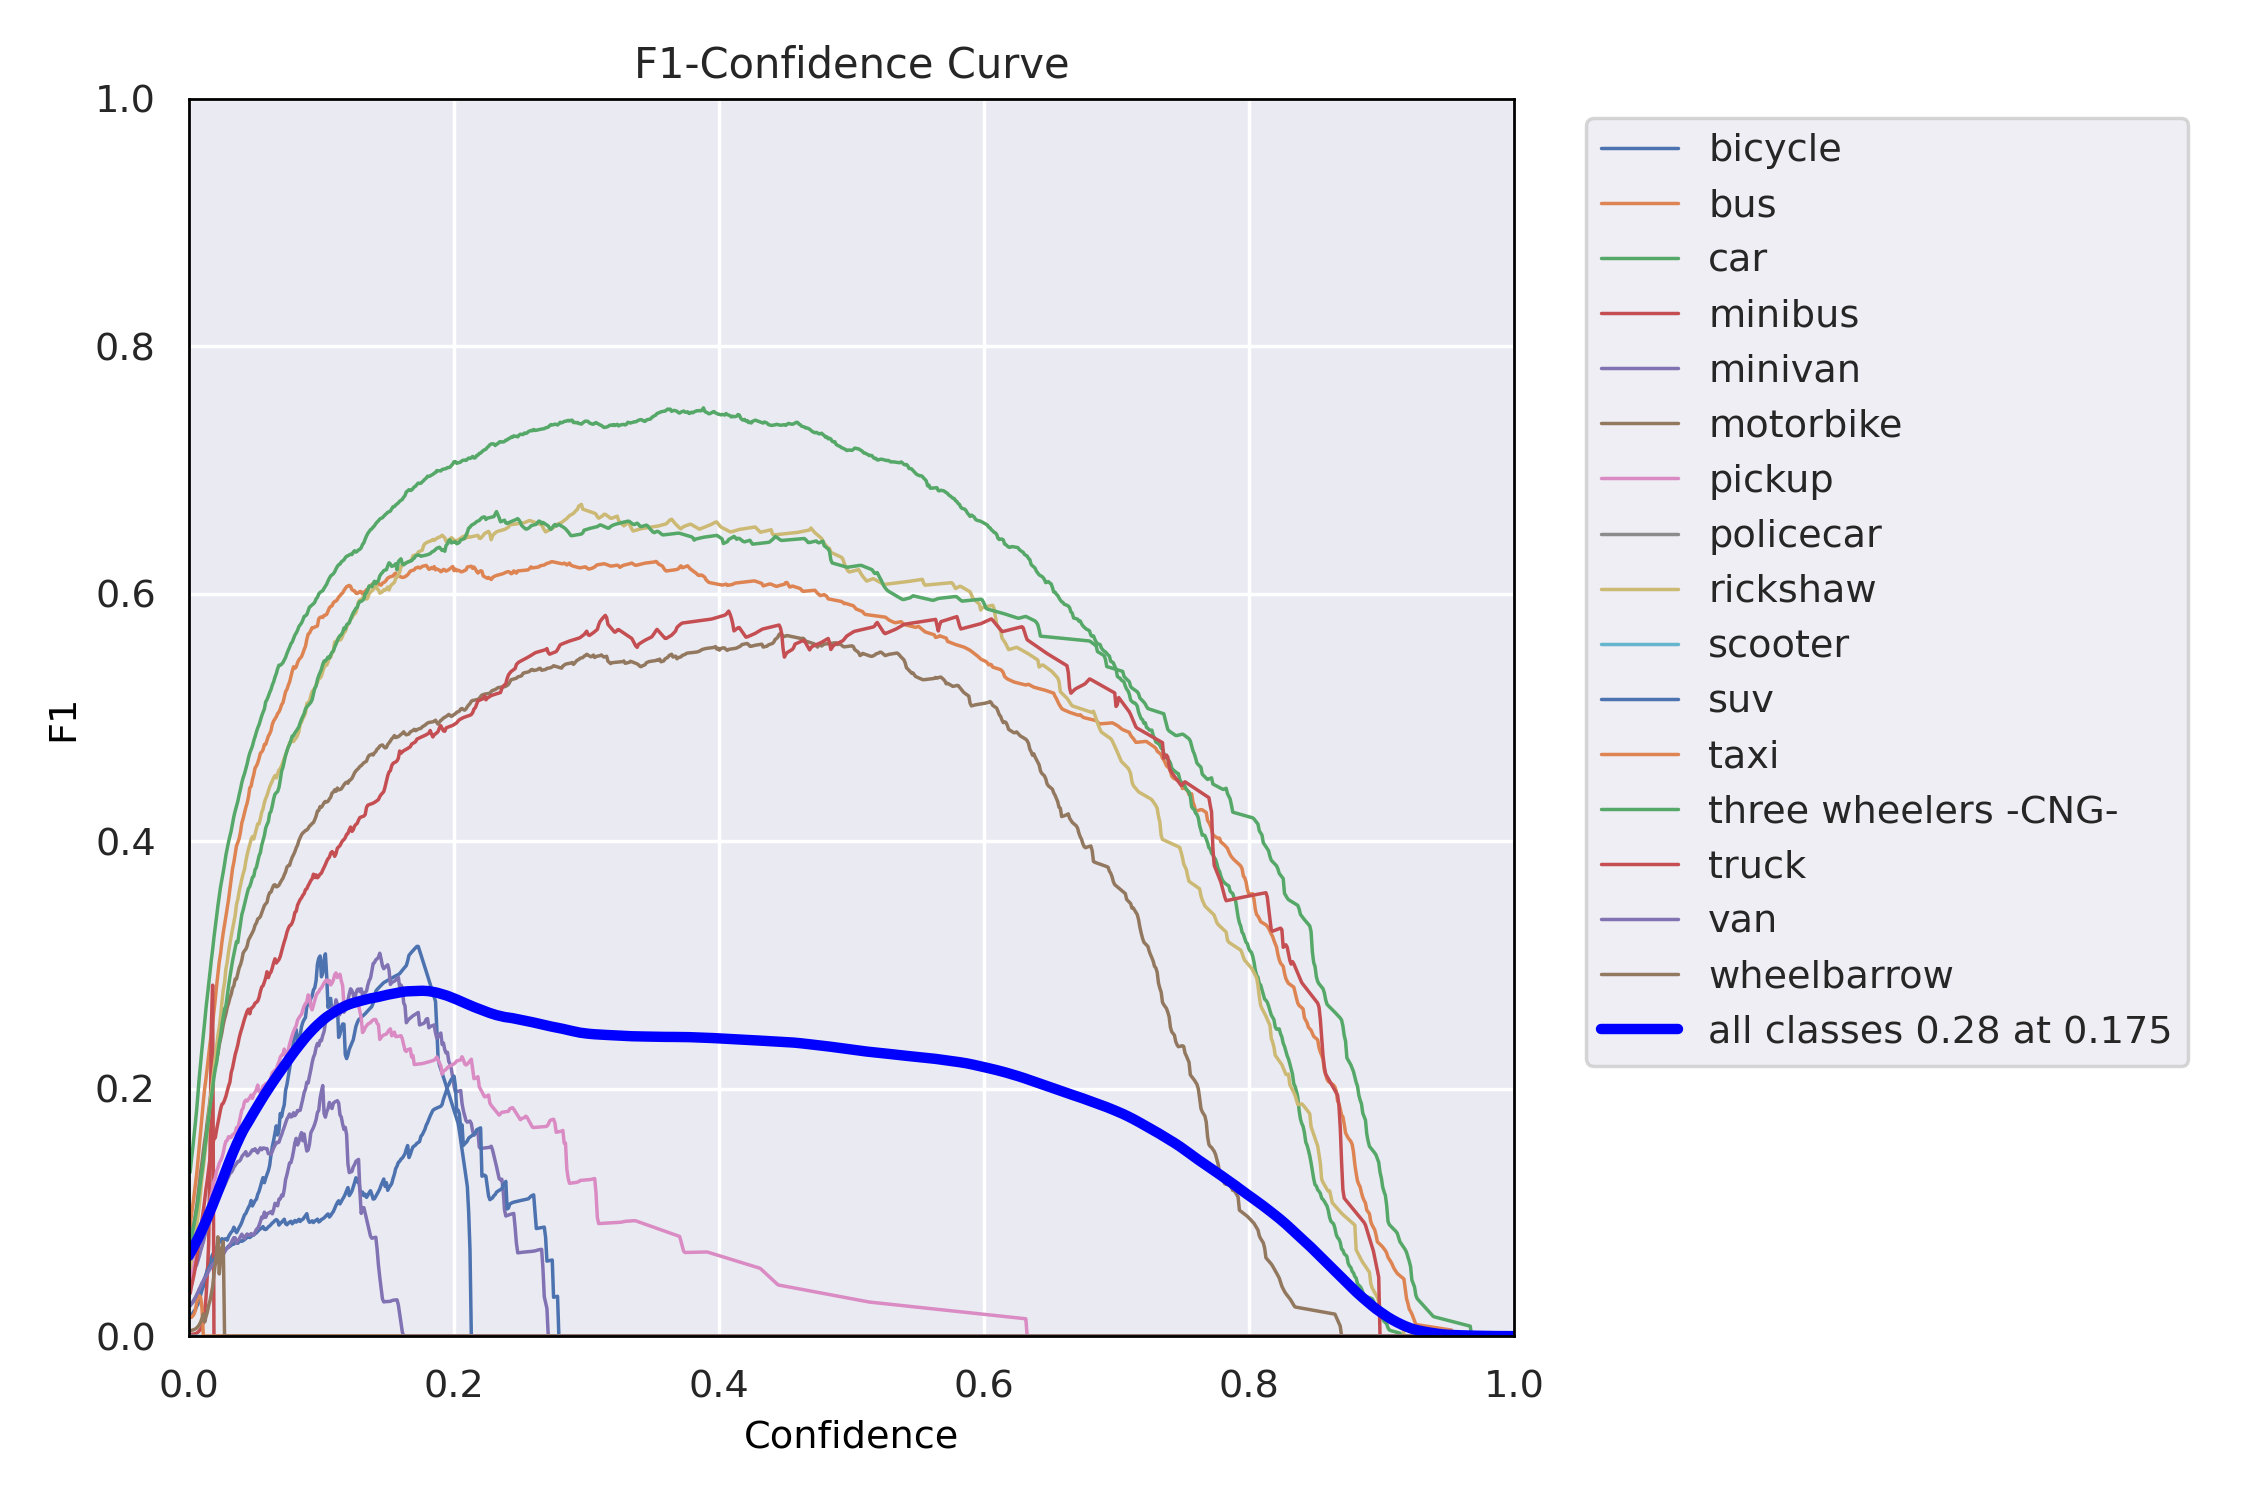 F1-Confidence Curve
1.0
0.8
0.6
0.4
0.2
0.0
F1
0.0 0.2 0.4 0.6 0.8 1.0
Confidence
bicycle
bus
car
minibus
minivan
motorbike
pickup
policecar
rickshaw
scooter
suv
taxi
three wheelers -CNG-
truck
van
wheelbarrow
all classes 0.28 at 0.175